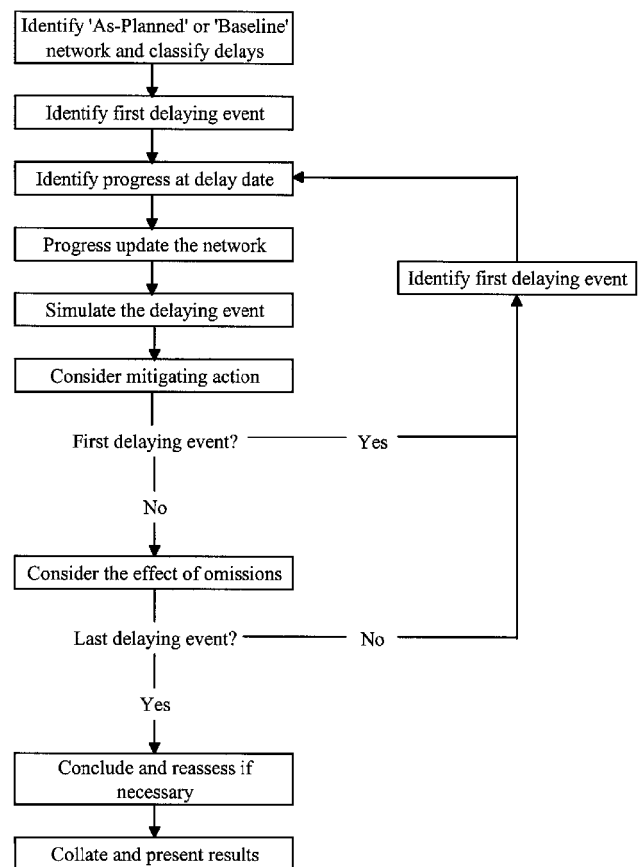 Identify 'As-Planned' or 'Baseline'
network and classify delays
Identify first delaying event
Identify progress at delay date
Progress update the network
Identify first delaying event
Simulate the delaying event
Consider mitigating action
First delaying event?
Yes
No
Consider the effect of omissions
Last delaying event?
No
Yes
Conclude and reassess if
necessary
Collate and present results